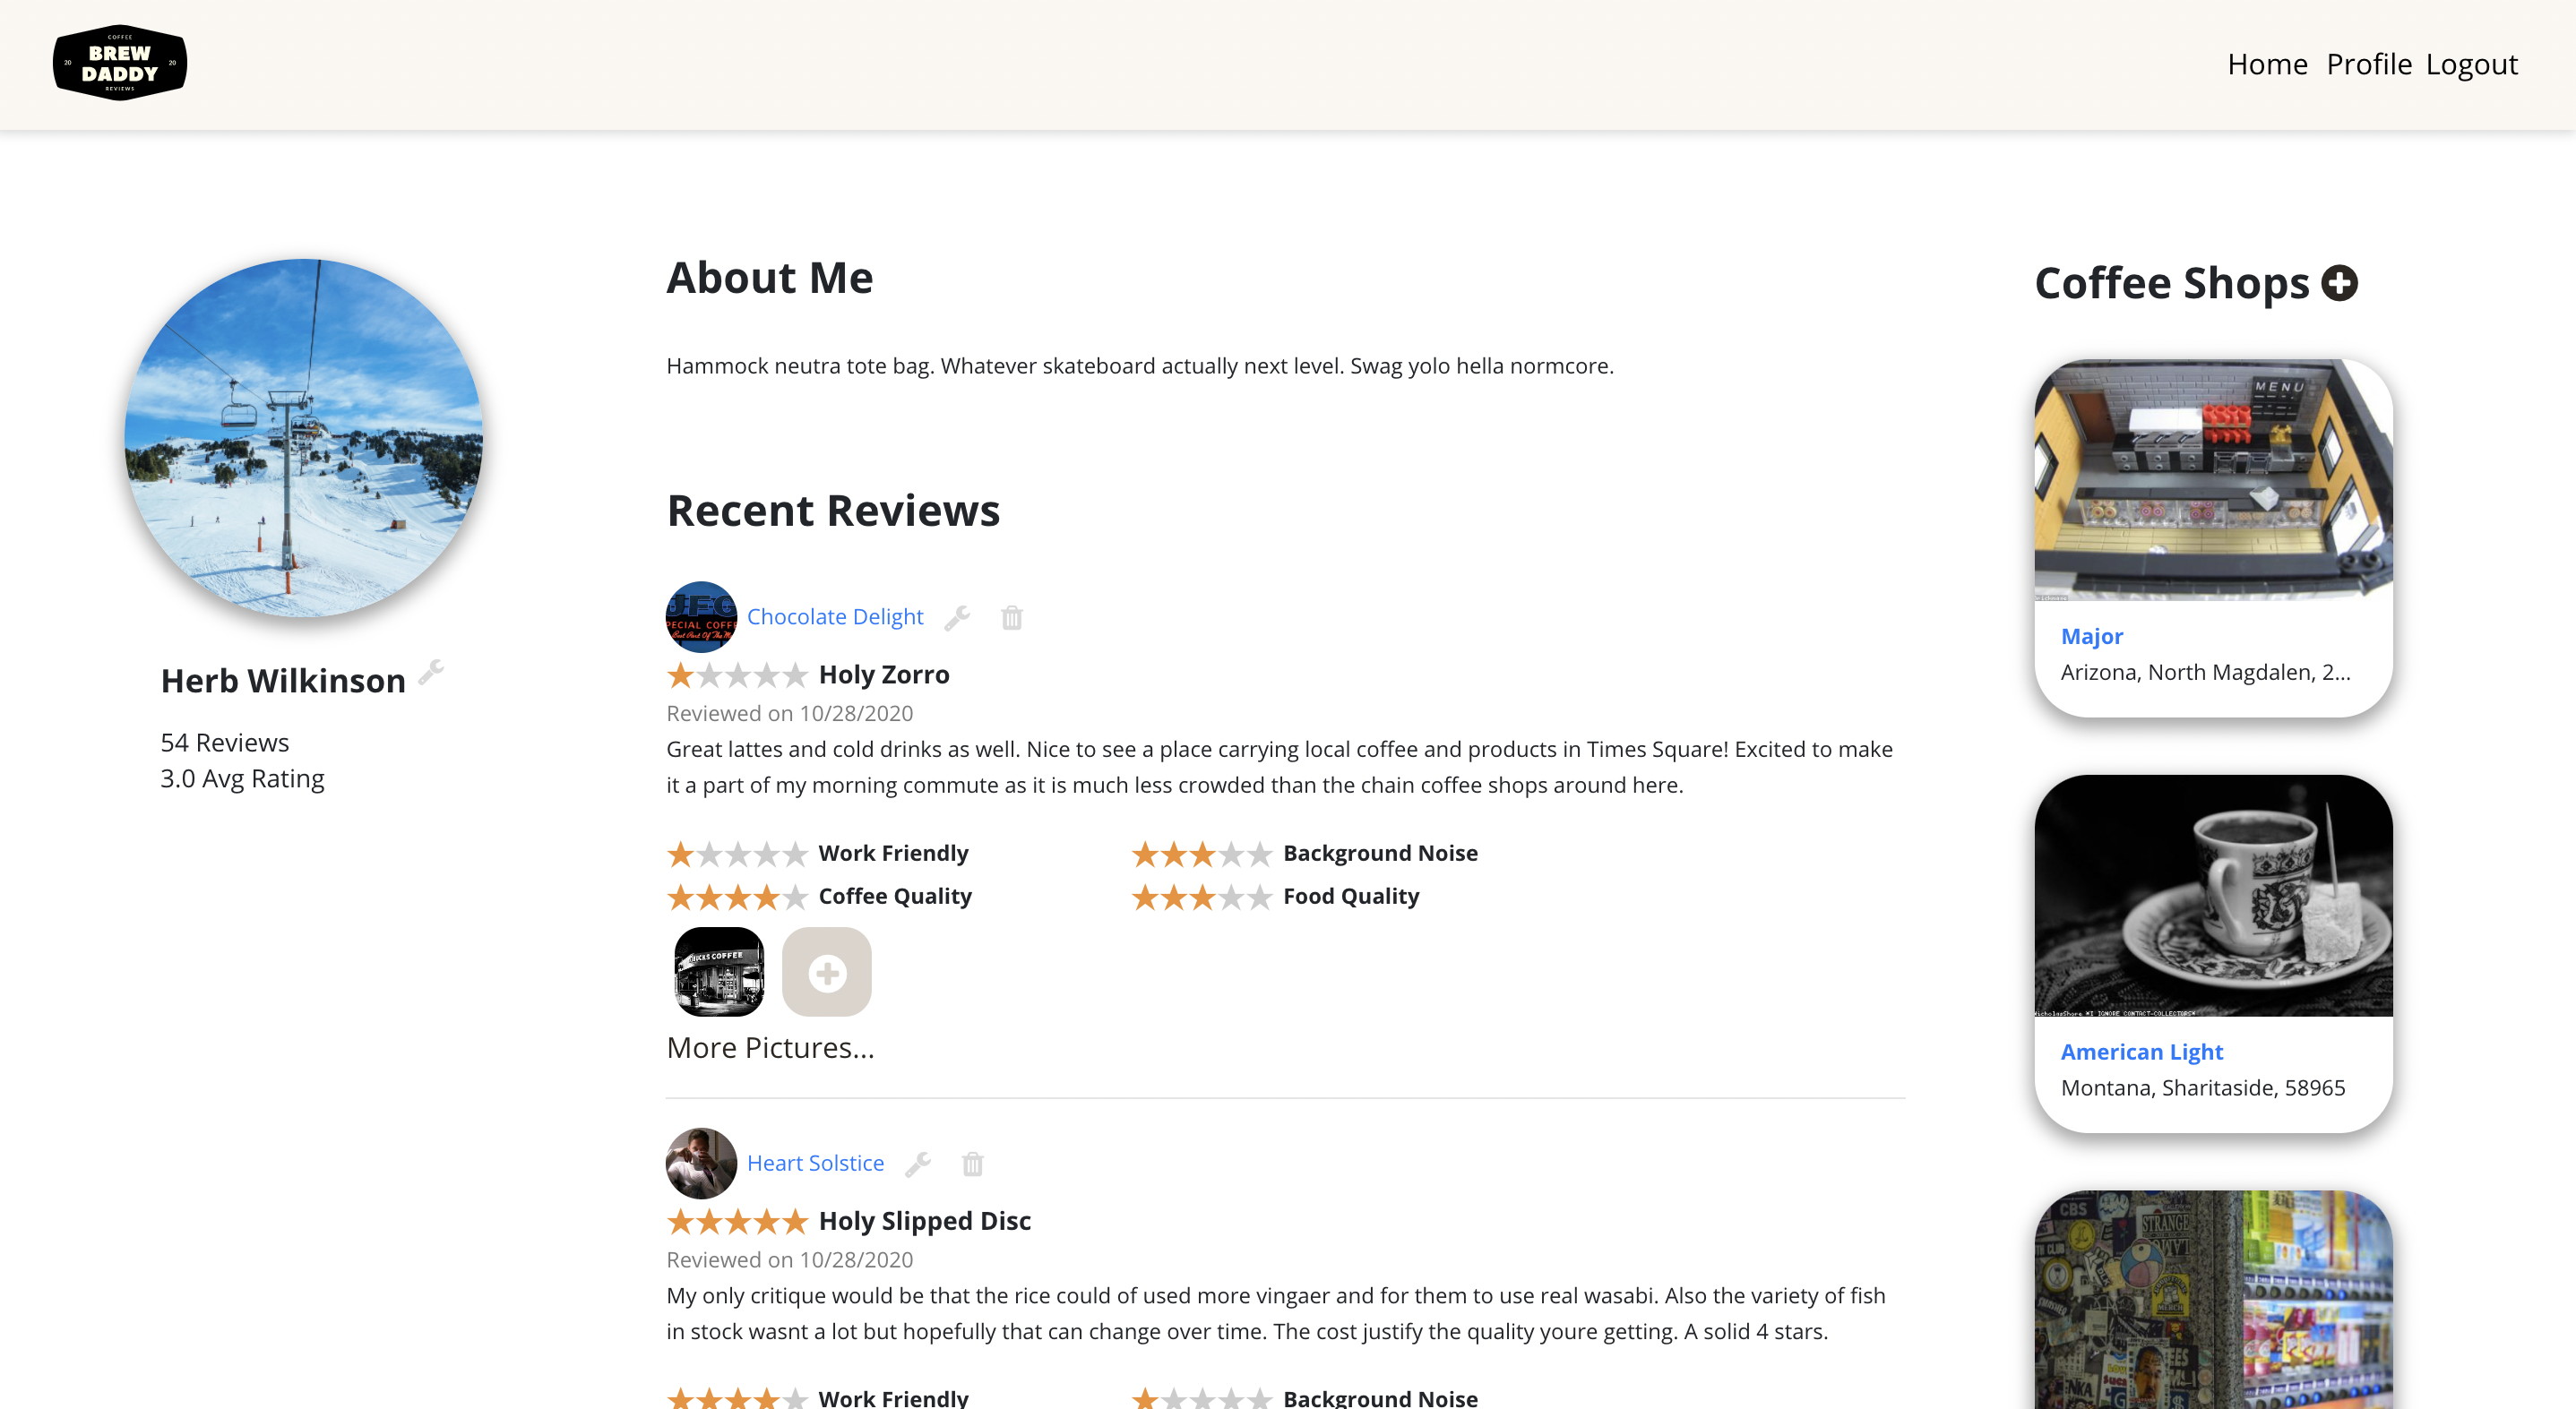 COFFEE
20 BREW 20
DADDY
REVIEWS
Home Profile Logout
About Me
Hammock neutra tote bag. Whatever skateboard actually next level. Swag yolo hella normcore.
Herb Wilkinson
54 Reviews
3.0 Avg Rating
Recent Reviews
Chocolate Delight
Holy Zorro
Reviewed on 10/28/2020
Great lattes and cold drinks as well. Nice to see a place carrying local coffee and products in Times Square! Excited to make
it a part of my morning commute as it is much less crowded than the chain coffee shops around here.
Work Friendly
Background Noise
Coffee Quality
Food Quality
COFFEE
More Pictures...
Heart Solstice
Holy Slipped Disc
Reviewed on 10/28/2020
My only critique would be that the rice could of used more vingaer and for them to use real wasabi. Also the variety of fish
in stock wasnt a lot but hopefully that can change over time. The cost justify the quality youre getting. A solid 4 stars.
Work Friendly
Background Noise
Coffee Shops
MENU
Major
Arizona, North Magdalen, 2...
American Light
Montana, Sharitaside, 58965
CBS
STRANGE